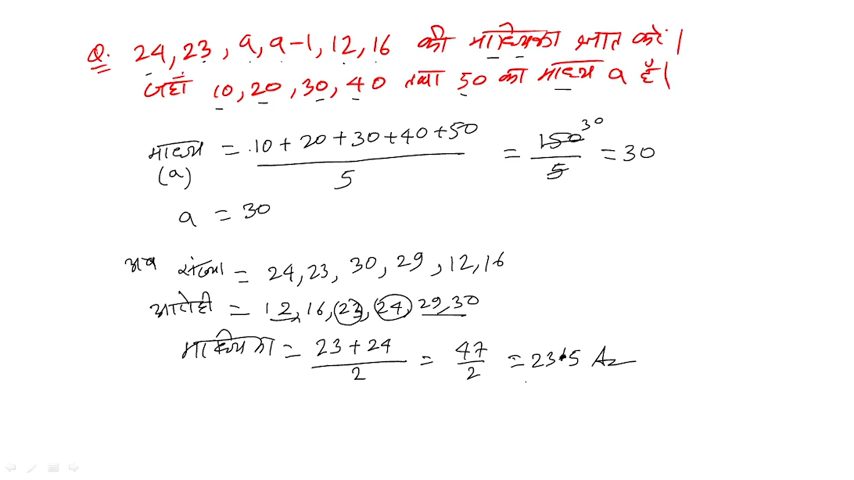 Q. 24, 23, a, a-1, 12, 16 की माध्यिका ज्ञात करें।
जहाँ 10, 20, 30, 40 तथा 50 का माध्य a है।
माध्य (a) = 10+20+30+40+50 / 5 = 150 / 5 30 = 30
a = 30
अब संख्या = 24, 23, 30, 29, 12, 16
आरोही = 12, 16, 23, 24, 29, 30
माध्यिका = 23+24 / 2 = 47 / 2 = 23.5 Ans